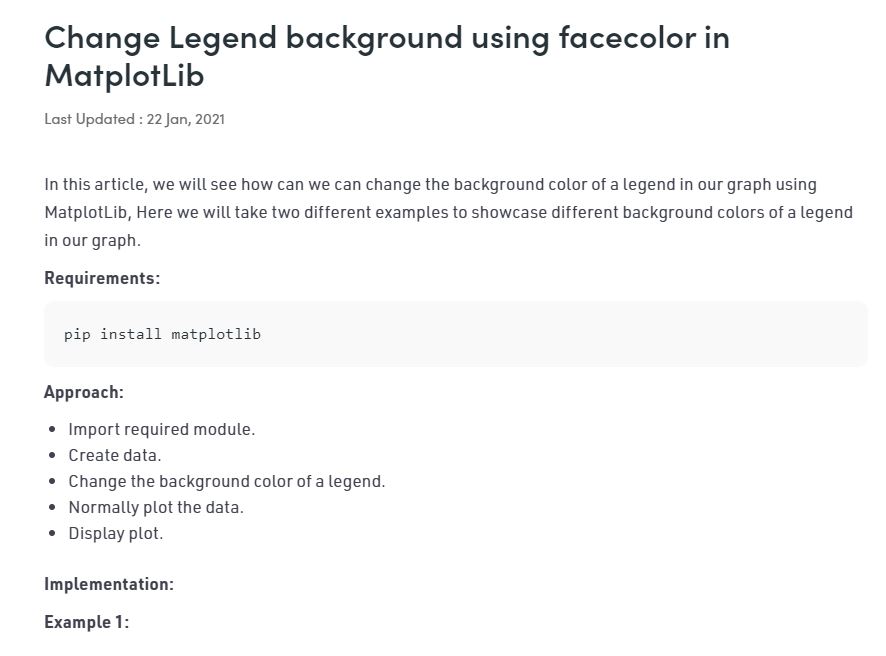 Change Legend background using facecolor in
MatplotLib
Last Updated : 22 Jan, 2021
In this article, we will see how can we can change the background color of a legend in our graph using
MatplotLib, Here we will take two different examples to showcase different background colors of a legend
in our graph.
Requirements:
pip install matplotlib
Approach:
• Import required module.
• Create data.
• Change the background color of a legend.
• Normally plot the data.
• Display plot.
Implementation:
Example 1: